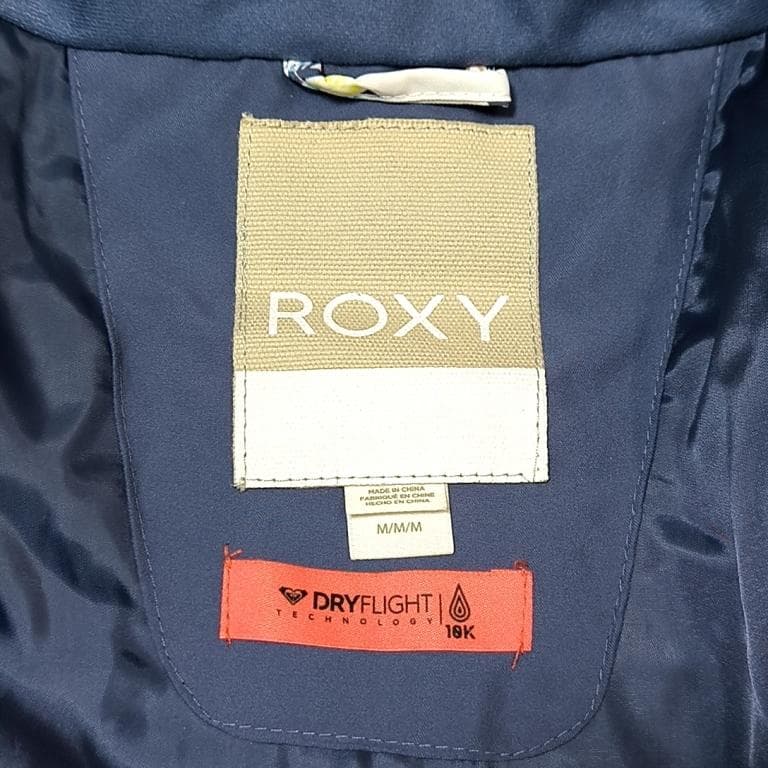 ROXY
MADE IN CHINA
FABRIQUÉ EN CHINE
HECHO EN CHINA
M/M/M
DRYFLIGHT
TECHNOLOGY
10K